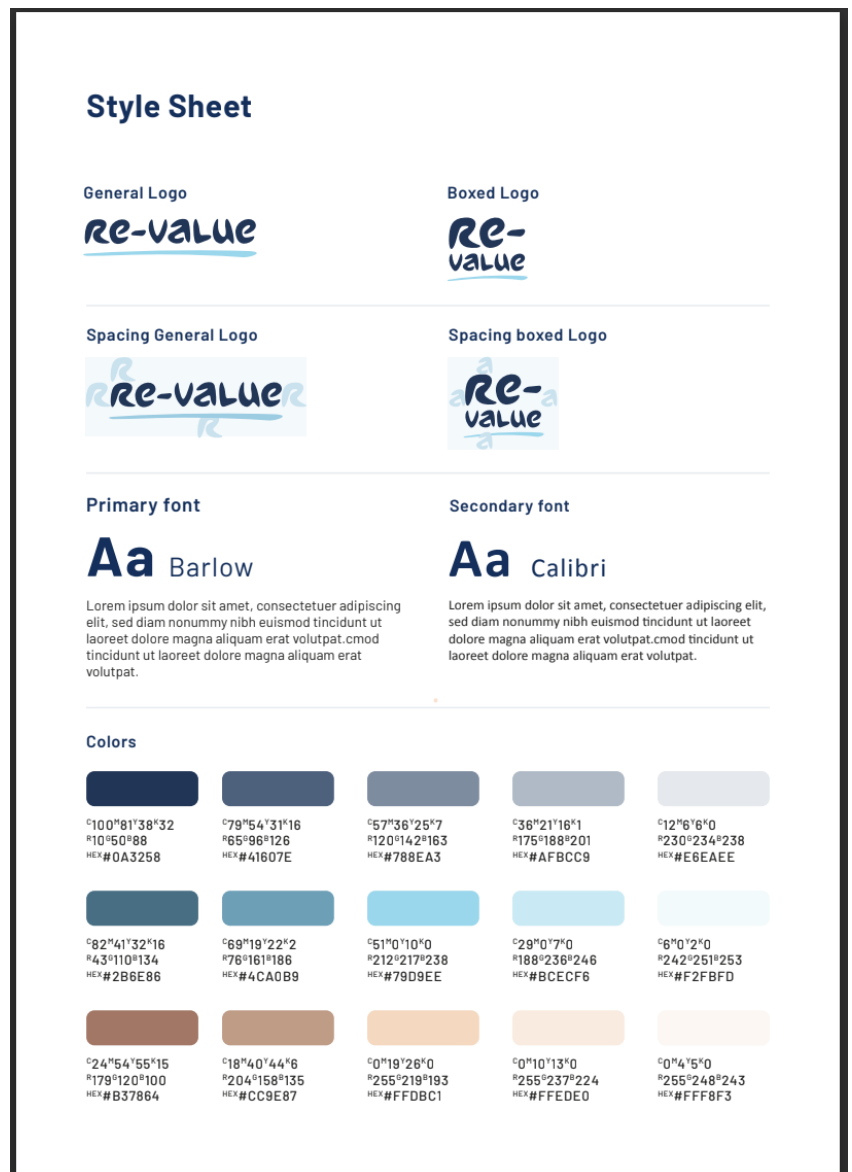 Style Sheet
General Logo
Boxed Logo
Re-value
Re-
value
Spacing General Logo
Spacing boxed Logo
R
R Re-value R
R
a
a Re- a
value
a
Primary font
Secondary font
Aa Barlow
Aa Calibri
Lorem ipsum dolor sit amet, consectetuer adipiscing
elit, sed diam nonummy nibh euismod tincidunt ut
laoreet dolore magna aliquam erat volutpat.cmod
tincidunt ut laoreet dolore magna aliquam erat
volutpat.
Lorem ipsum dolor sit amet, consectetuer adipiscing elit,
sed diam nonummy nibh euismod tincidunt ut laoreet
dolore magna aliquam erat volutpat.cmod tincidunt ut
laoreet dolore magna aliquam erat volutpat.
Colors
C100M81Y38K32
R10G50B88
HEX#0A3258
C79M54Y31K16
R65G96B126
HEX#41607E
C57M36Y25K7
R120G142B163
HEX#788EA3
C36M21Y16K1
R175G188B201
HEX#AFBCC9
C12M6Y6K0
R230G234B238
HEX#E6EAEE
C82M41Y32K16
R43G110B134
HEX#2B6E86
C69M19Y22K2
R76G161B186
HEX#4CA0B9
C51M0Y10K0
R212G217B238
HEX#79D9EE
C29M0Y7K0
R188G236B246
HEX#BCECF6
C6M0Y2K0
R242G251B253
HEX#F2FBFD
C24M54Y55K15
R179G120B100
HEX#B37864
C18M40Y44K6
R204G158B135
HEX#CC9E87
C0M19Y26K0
R255G219B193
HEX#FFDBC1
C0M10Y13K0
R255G237B224
HEX#FFEDE0
C0M4Y5K0
R255G248B243
HEX#FFF8F3